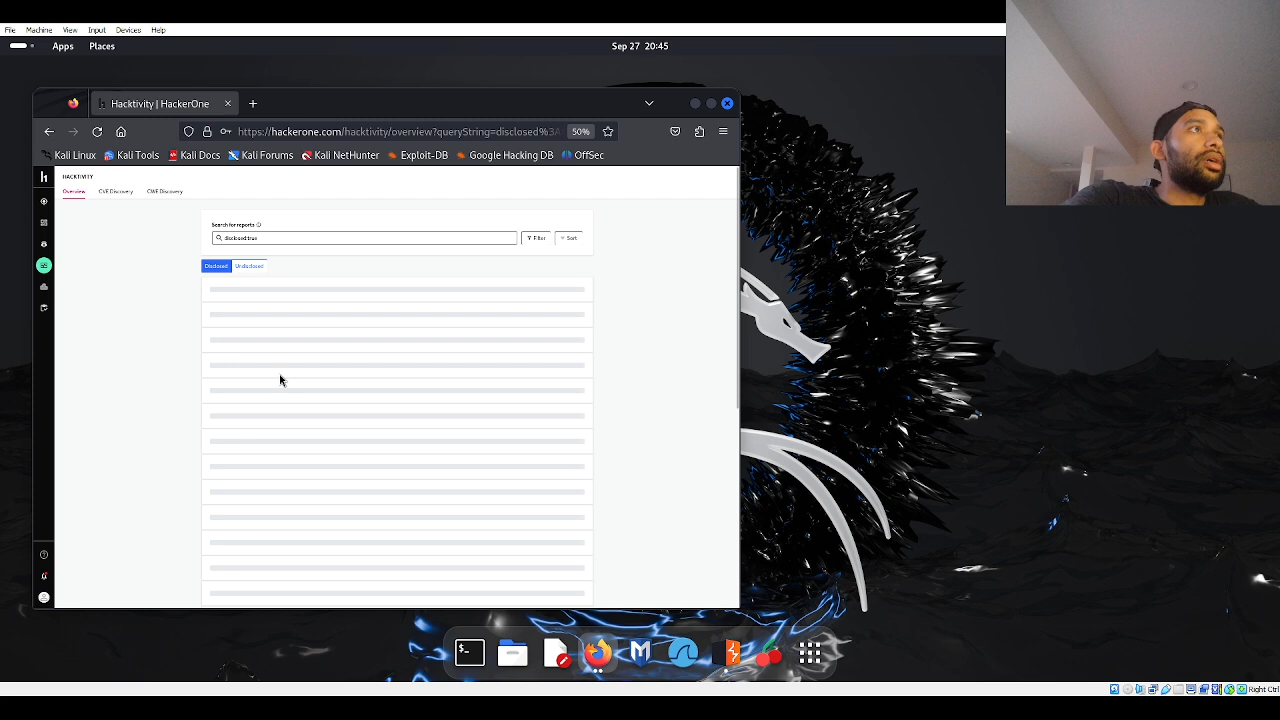 File Machine View Input Devices Help
Apps Places Sep 27 20:45
Hacktivity | HackerOne
https://hackerone.com/hacktivity/overview?queryString=disclosed%3A 50%
Kali Linux Kali Tools Kali Docs Kali Forums Kali NetHunter Exploit-DB Google Hacking DB OffSec
HACKTIVITY
Overview CVE Discovery CWE Discovery
Search for reports
disclosed:true Filter Sort
Disclosed Undisclosed
Right Ctrl